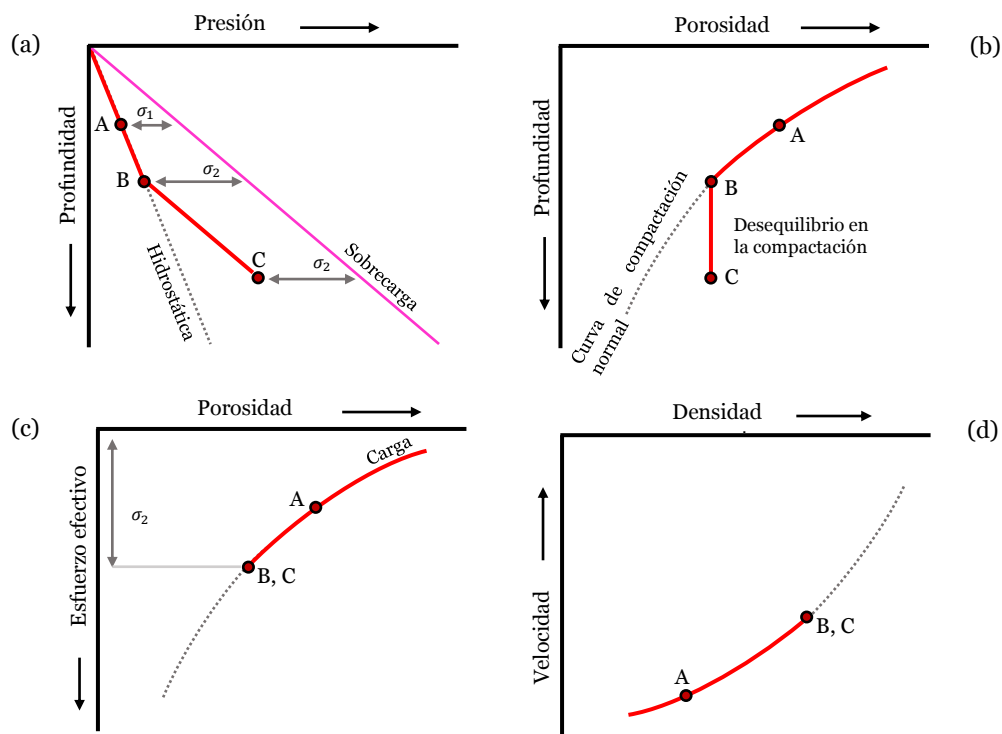 (a)
Presión
Profundidad
A
σ1
B
σ2
C
σ2
Hidrostática
Sobrecarga
(b)
Porosidad
Profundidad
A
B
C
Desequilibrio en
la compactación
Curva de compactación
normal
(c)
Porosidad
Esfuerzo efectivo
Carga
A
σ2
B, C
(d)
Densidad
Velocidad
A
B, C